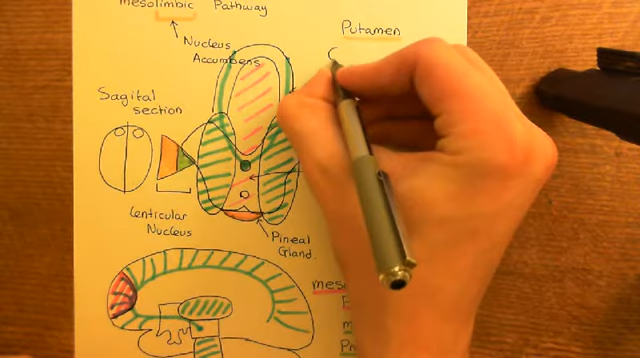 mesolimbic Pathway
Nucleus
Accumbens
Putamen
C
Sagital
section
Lenticular
Nucleus
Pineal
Gland.